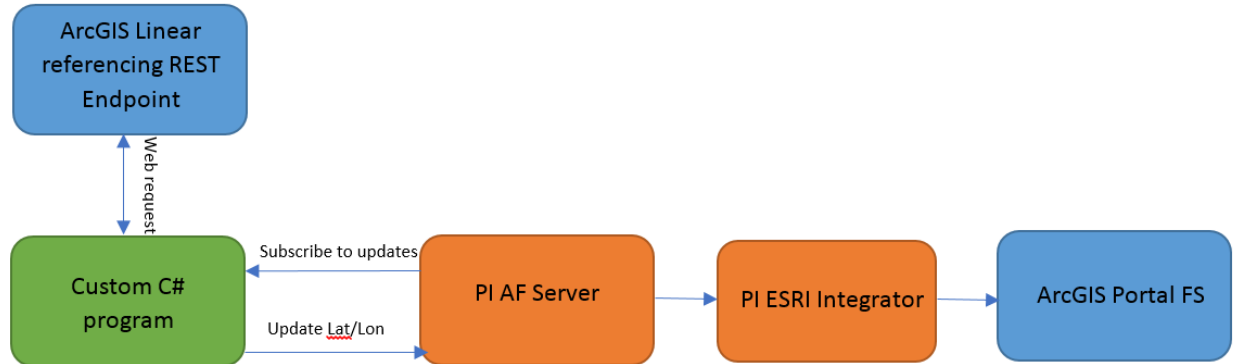 ArcGIS Linear
referencing REST
Endpoint
Web request
Subscribe to updates
Custom C#
program
PI AF Server
PI ESRI Integrator
ArcGIS Portal FS
Update Lat/Lon